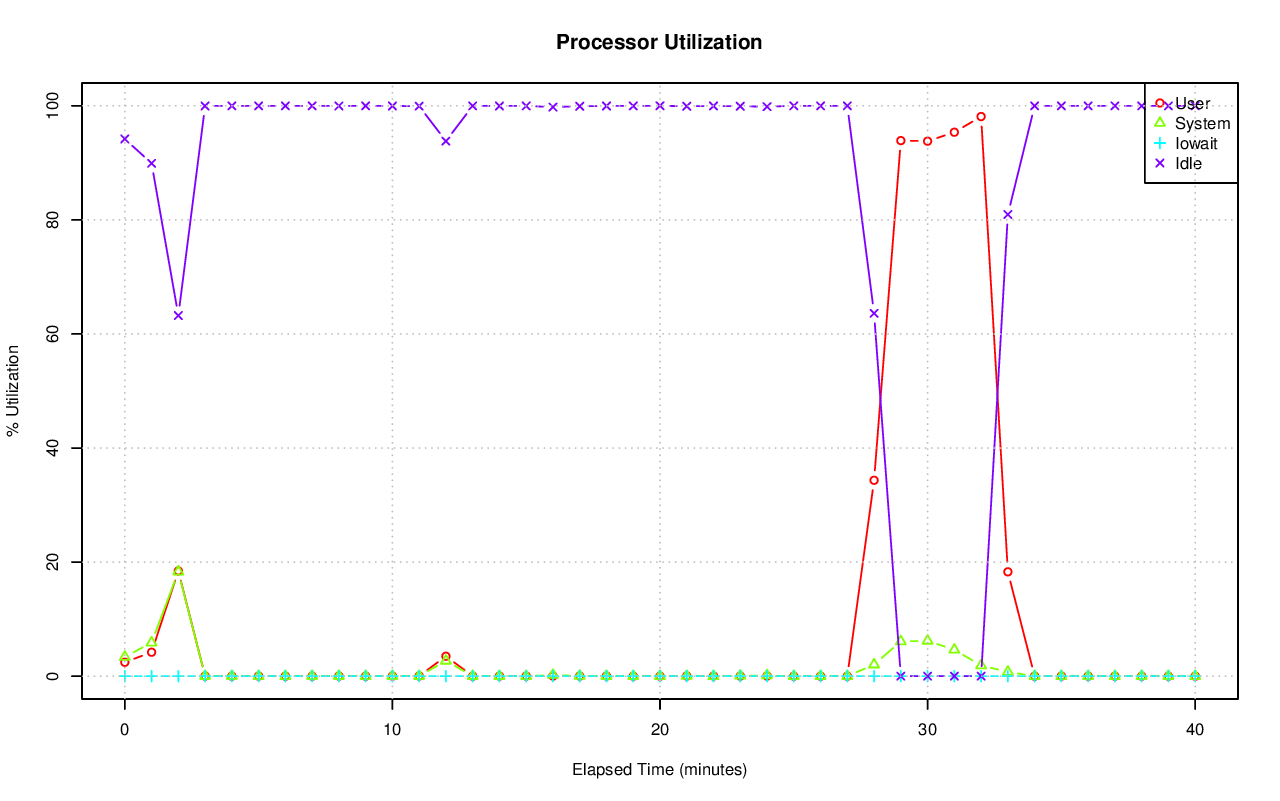 Processor Utilization
% Utilization
100
80
60
40
20
0
User
System
Iowait
Idle
0 10 20 30 40
Elapsed Time (minutes)